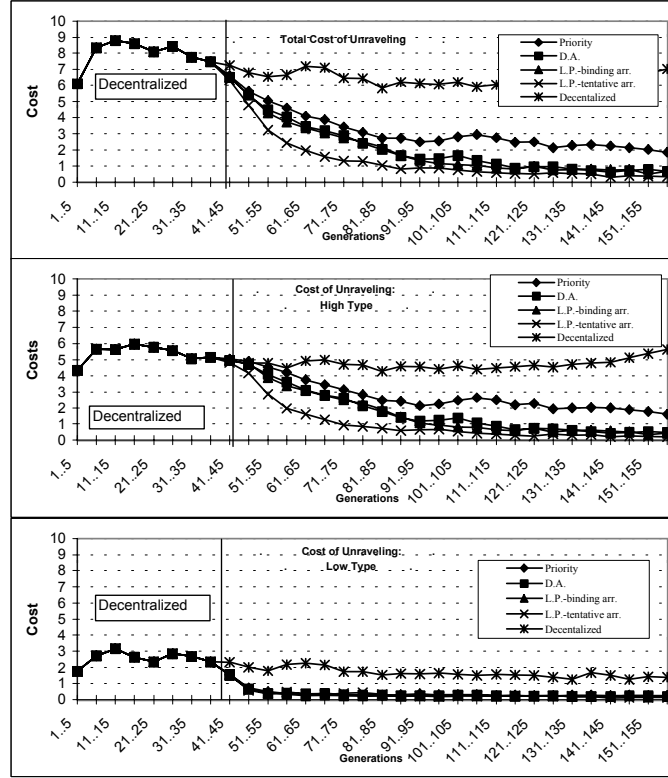 Total Cost of Unraveling
10
9
8
7
6
5
4
3
2
1
0
Cost
Decentralized
Priority
D.A.
L.P.-binding arr.
L.P.-tentative arr.
Decentralized
1..5
11..15
21..25
31..35
41..45
51..55
61..65
71..75
81..85
91..95
101..105
111..115
121..125
131..135
141..145
151..155
Generations
Cost of Unraveling:
High Type
10
9
8
7
6
5
4
3
2
1
0
Costs
Decentralized
Priority
D.A.
L.P.-binding arr.
L.P.-tentative arr.
Decentralized
1..5
11..15
21..25
31..35
41..45
51..55
61..65
71..75
81..85
91..95
101..105
111..115
121..125
131..135
141..145
151..155
Generations
Cost of Unraveling:
Low Type
10
9
8
7
6
5
4
3
2
1
0
Cost
Decentralized
Priority
D.A.
L.P.-binding arr.
L.P.-tentative arr.
Decentalized
1..5
11..15
21..25
31..35
41..45
51..55
61..65
71..75
81..85
91..95
101..105
111..115
121..125
131..135
141..145
151..155
Generations